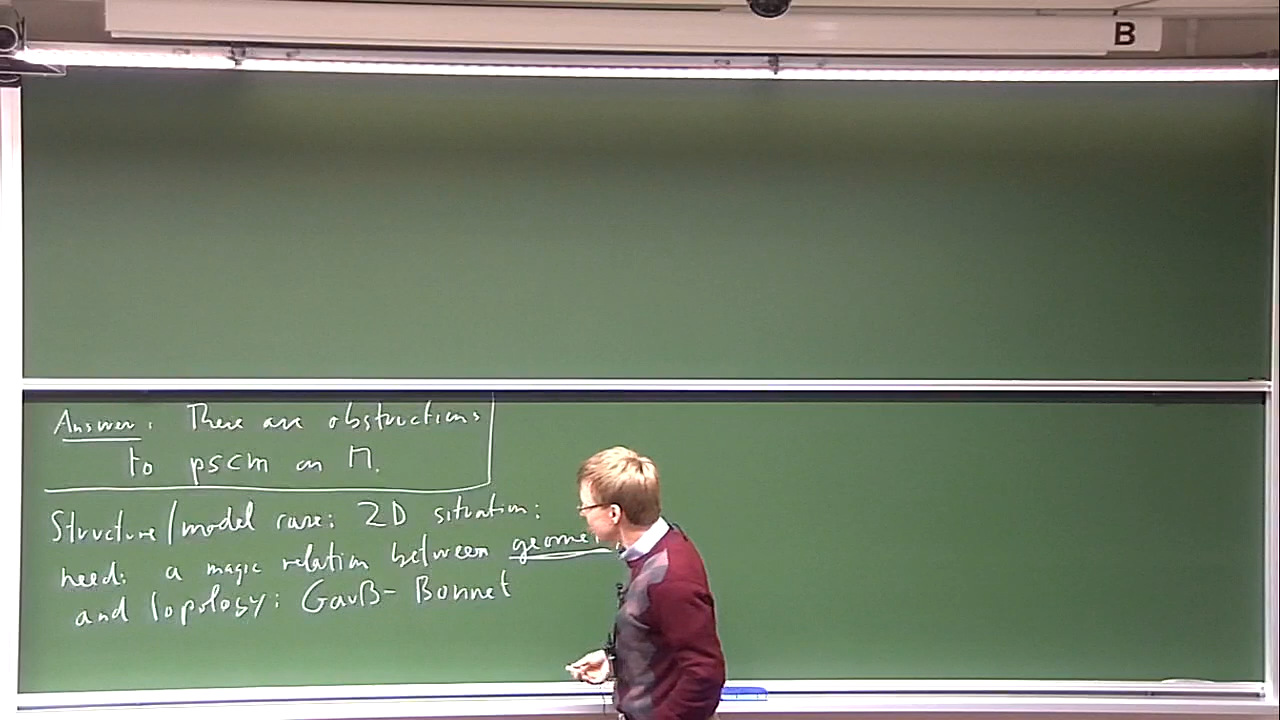 B
Answer: There are obstructions
to pscm on M.
Structure/model case: 2D situation:
need: a magic relation between geome
and topology: Gauß-Bonnet